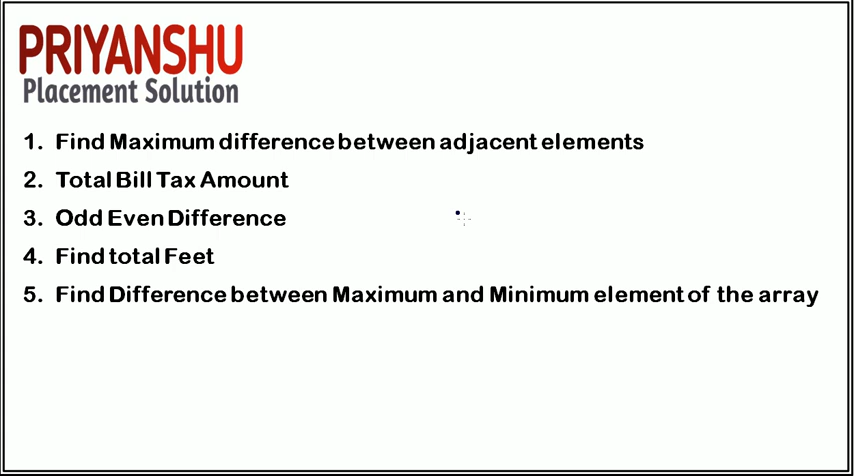 PRIYANSHU
Placement Solution
1. Find Maximum difference between adjacent elements
2. Total Bill Tax Amount
3. Odd Even Difference
4. Find total Feet
5. Find Difference between Maximum and Minimum element of the array